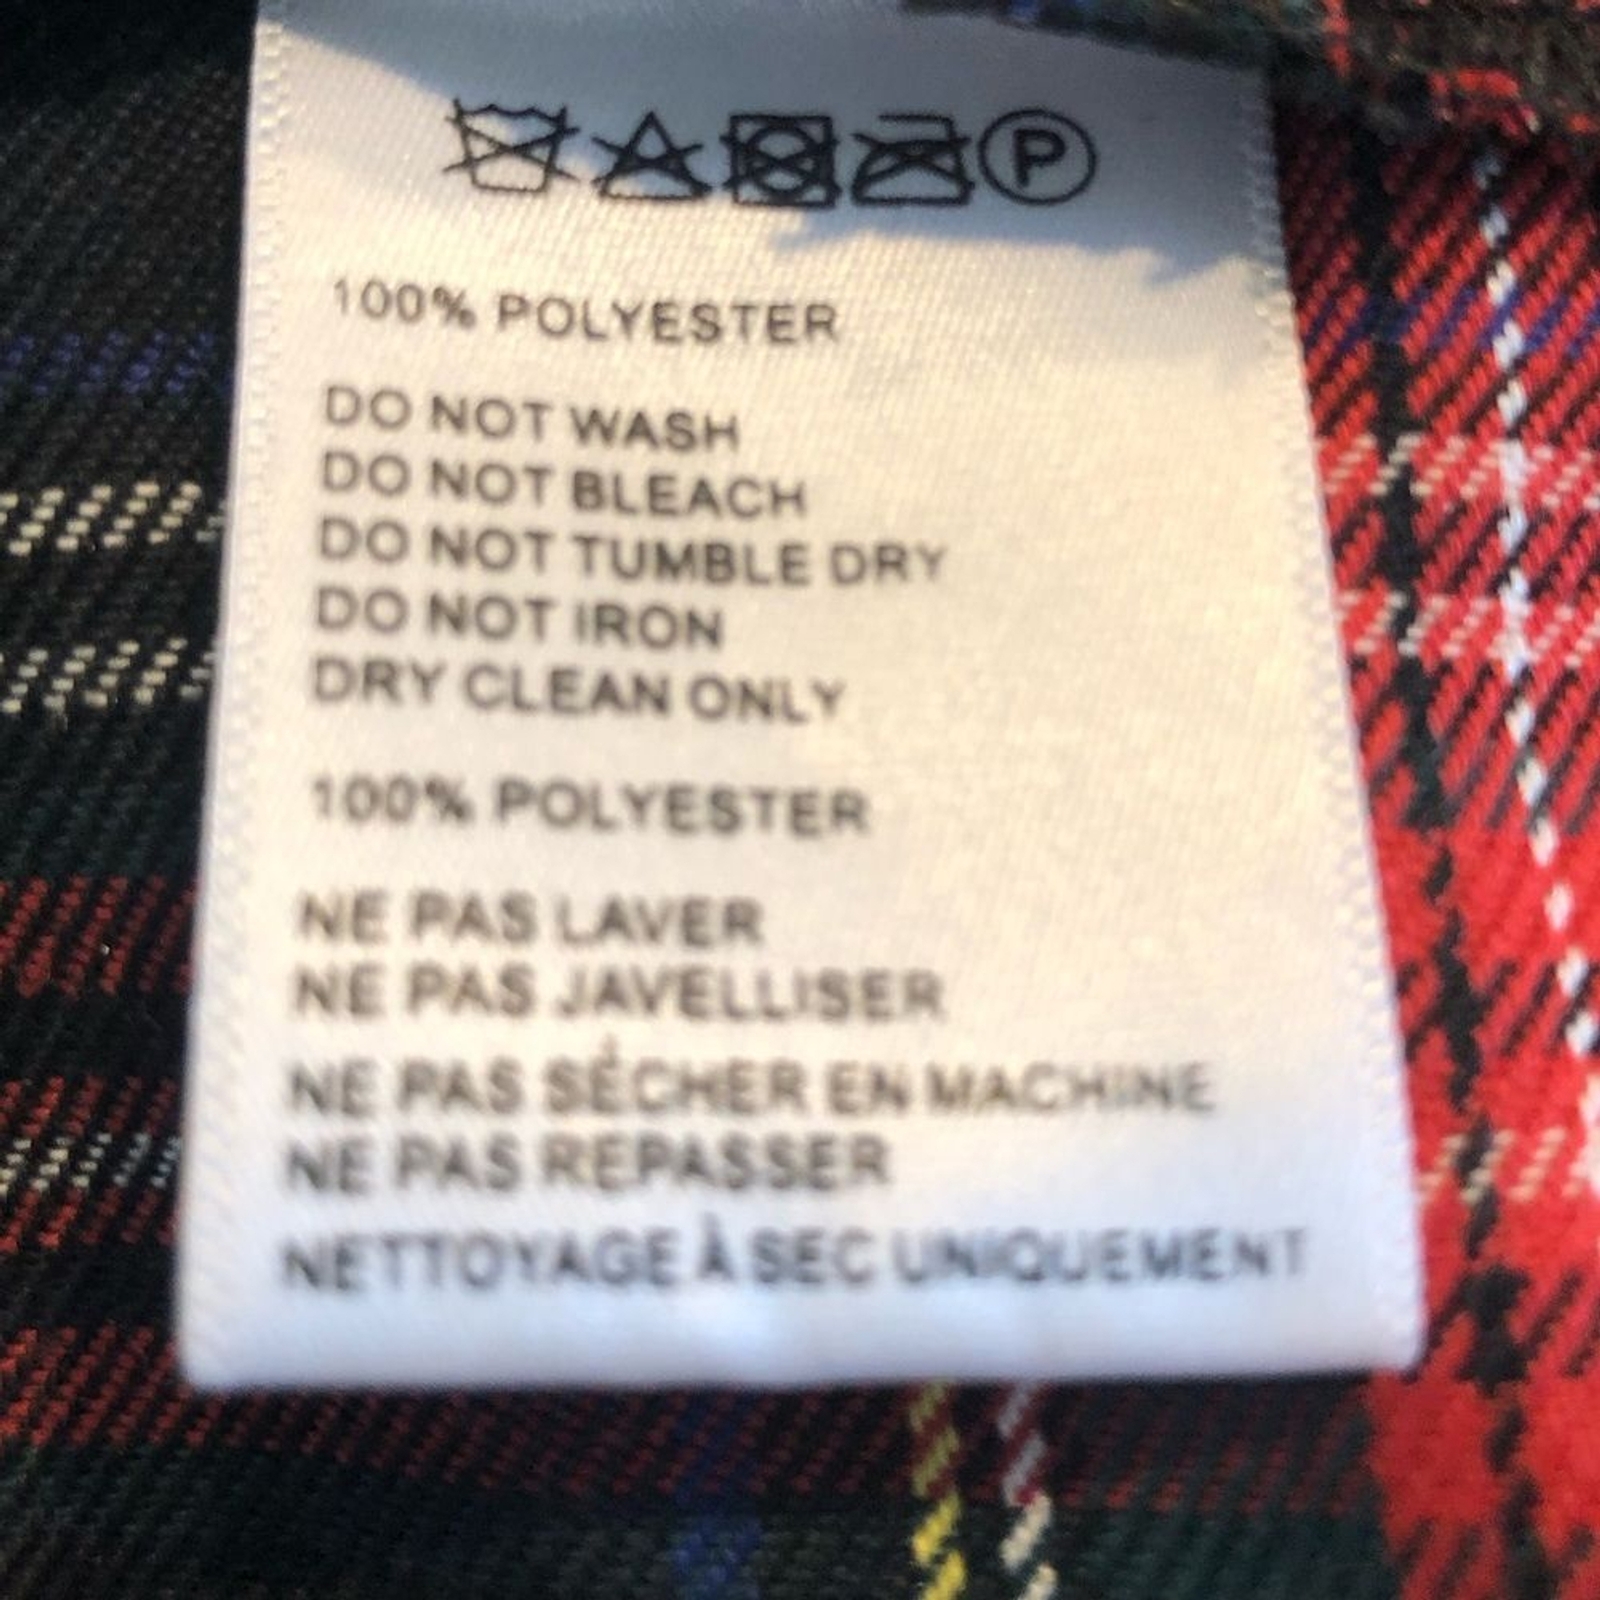 P
100% POLYESTER
DO NOT WASH
DO NOT BLEACH
DO NOT TUMBLE DRY
DO NOT IRON
DRY CLEAN ONLY
100% POLYESTER
NE PAS LAVER
NE PAS JAVELLISER
NE PAS SÉCHER EN MACHINE
NE PAS REPASSER
NETTOYAGE À SEC UNIQUEMENT